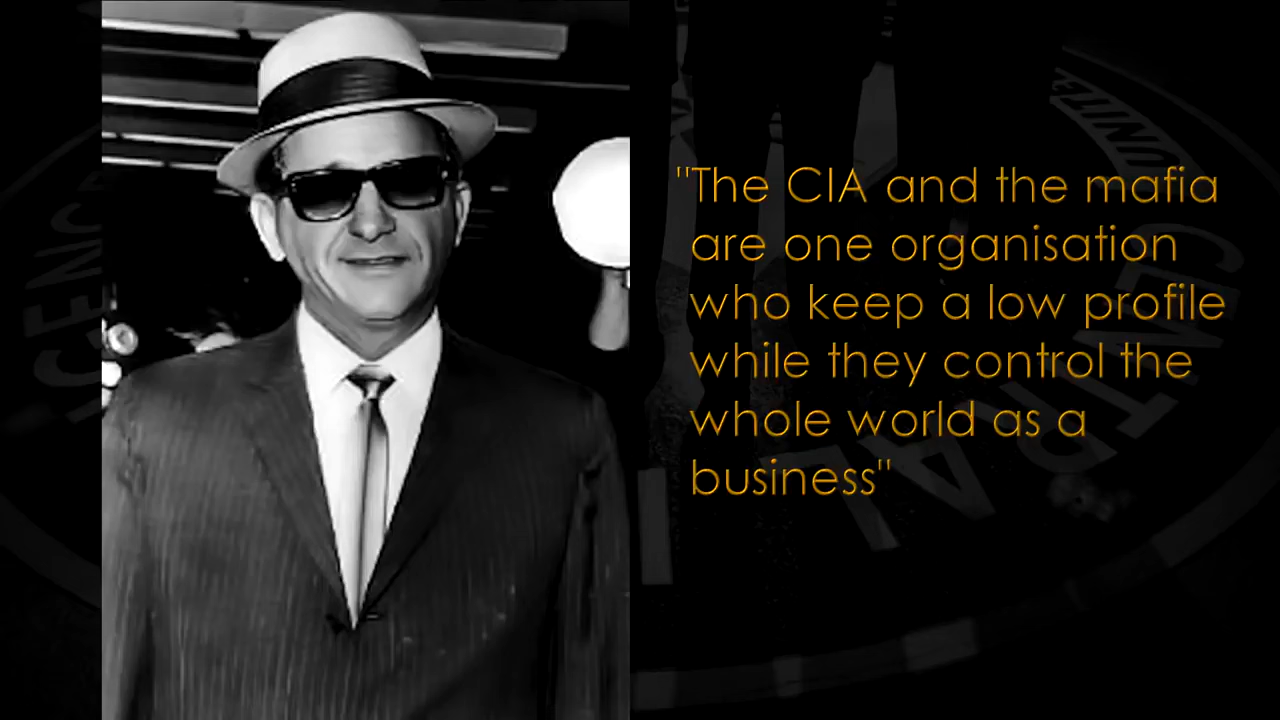 "The CIA and the mafia
are one organisation
who keep a low profile
while they control the
whole world as a
business"
CENTRAL